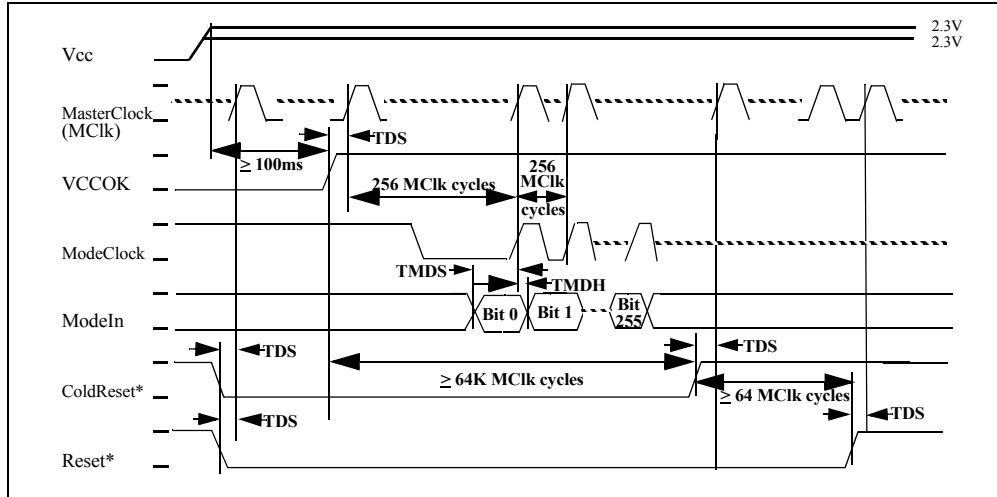 2.3V
2.3V
Vcc
MasterClock
(MClk)
TDS
≥ 100ms
VCCOK
256 MClk cycles
256
MClk
cycles
ModeClock
TMDS
TMDH
ModeIn
Bit 0
Bit 1
Bit
255
TDS
TDS
ColdReset*
≥ 64K MClk cycles
≥ 64 MClk cycles
TDS
TDS
Reset*